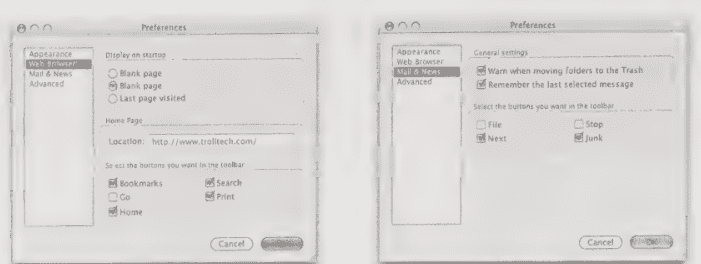 Preferences
Appearance
Web Browser
Mail & News
Advanced
Display on startup
Blank page
Blank page
Last page visited
Home Page
Location: http://www.trolltech.com/
Select the buttons you want in the toolbar
Bookmarks Search
Go Print
Home
Cancel
Preferences
Appearance
Web Browser
Mail & News
Advanced
General settings
Warn when moving folders to the Trash
Remember the last selected message
Select the buttons you want in the toolbar
File Stop
Next Junk
Cancel OK